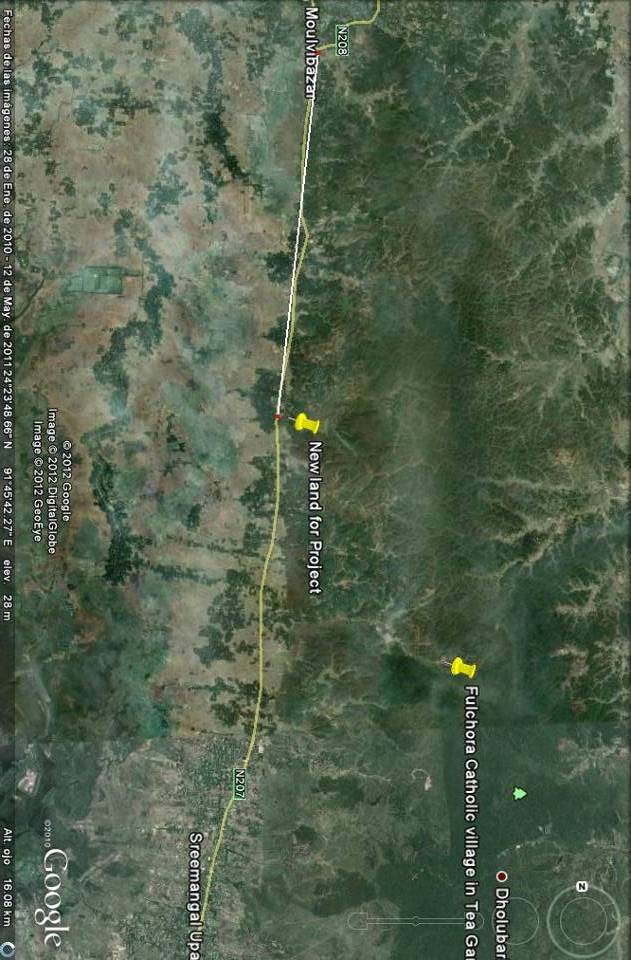 N208
Moulvibazar
New land for Project
Fulchora Catholic village in Tea Gar
Dholubar
N
N207
Sreemangal Upa
© 2012 Google
Image © 2012 DigitalGlobe
Image © 2012 GeoEye
©2010 Google
Fechas de las imágenes: 28 de Ene. de 2010 - 12 de May. de 2011 24°23'48.66" N 91°45'42.27" E elev. 28 m Alt. ojo 16.08 km